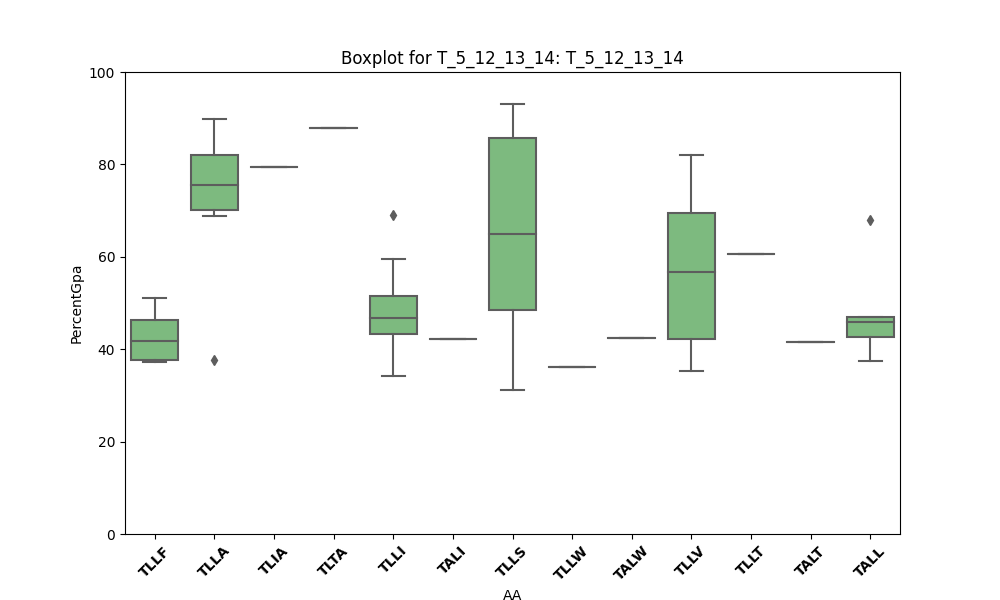 Boxplot for T_5_12_13_14: T_5_12_13_14
100
80
60
40
20
0
PercentGpa
TLLF TLLA TLIA TLTA TLLI TALI TLLS TLLW TALW TLLV TLLT TALT TALL
AA